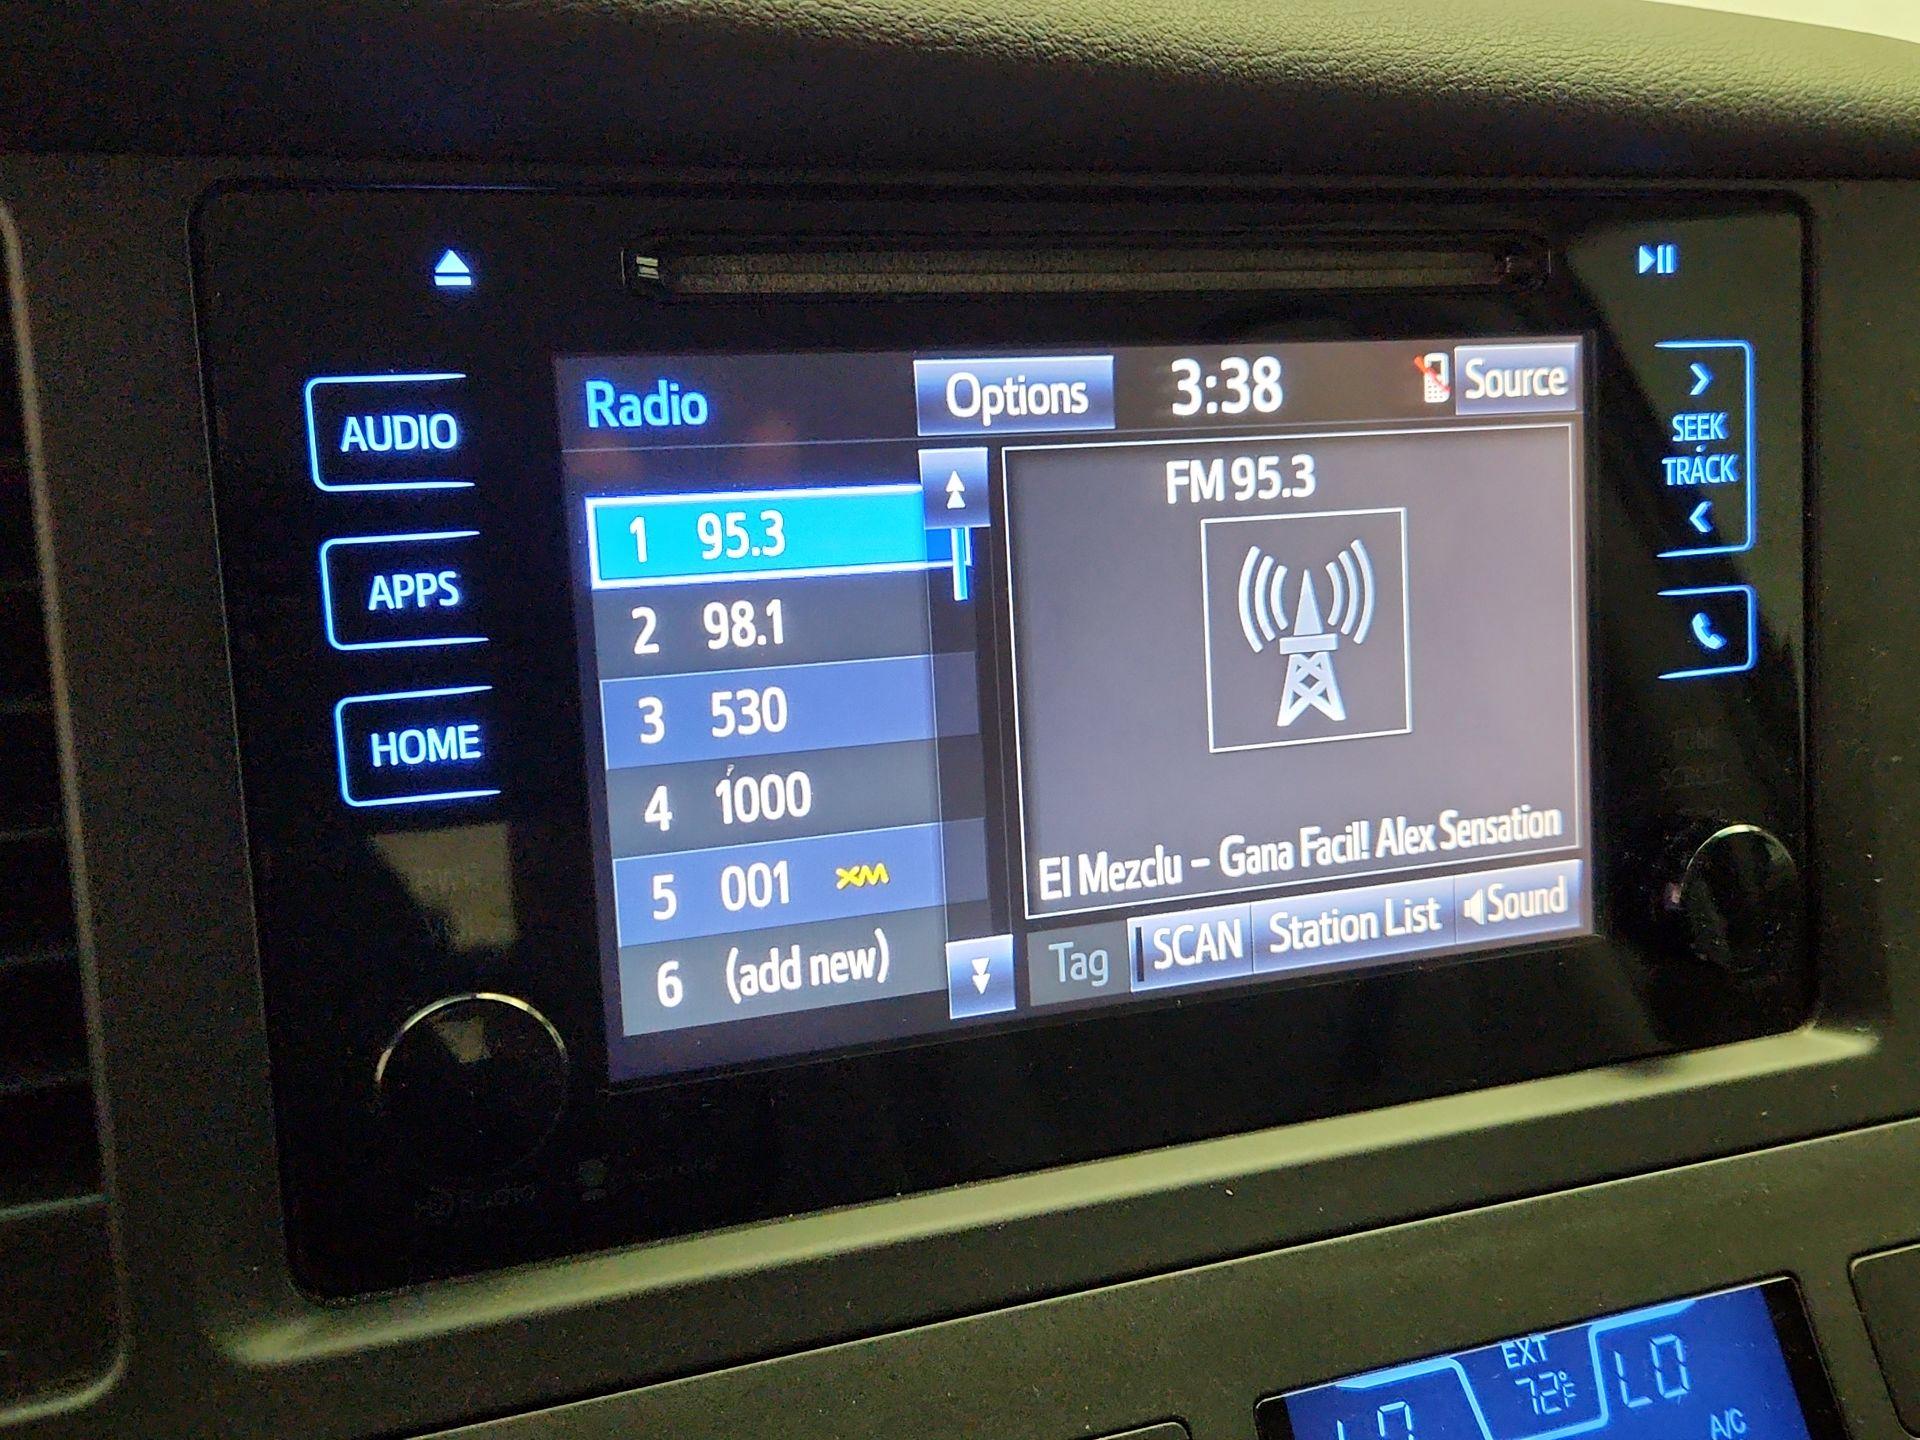 AUDIO
APPS
HOME
Radio
Options
3:38
Source
1 95.3
2 98.1
3 530
4 1000
5 001 XM
6 (add new)
FM 95.3
El Mezclu - Gana Facil! Alex Sensation
Tag
SCAN
Station List
Sound
SEEK
TRACK
EXT
72°F
LO
LO
A/C